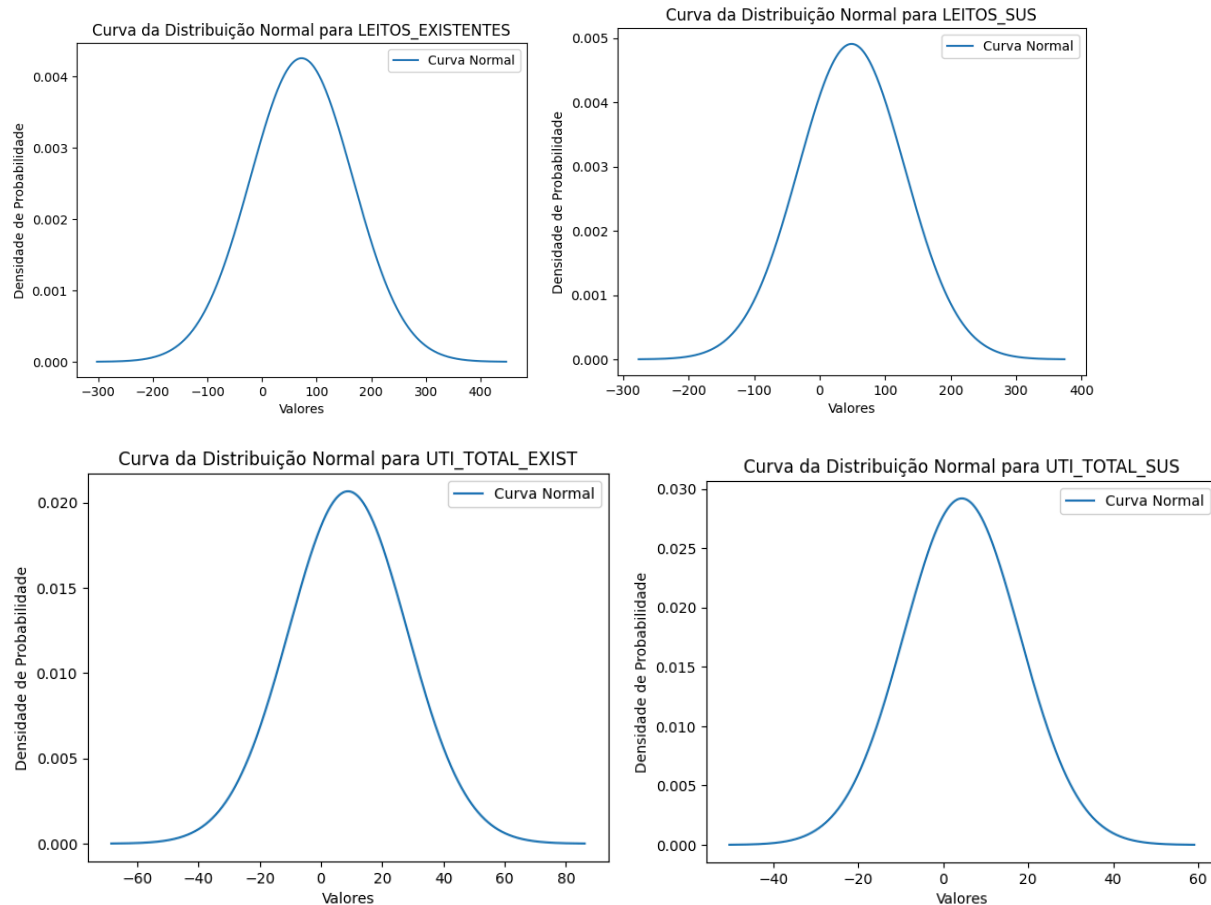 Curva da Distribuição Normal para LEITOS_EXISTENTES
Curva Normal
Densidade de Probabilidade
0.004
0.003
0.002
0.001
0.000
−300 −200 −100 0 100 200 300 400
Valores
Curva da Distribuição Normal para LEITOS_SUS
Curva Normal
Densidade de Probabilidade
0.005
0.004
0.003
0.002
0.001
0.000
−300 −200 −100 0 100 200 300 400
Valores
Curva da Distribuição Normal para UTI_TOTAL_EXIST
Curva Normal
Densidade de Probabilidade
0.020
0.015
0.010
0.005
0.000
−60 −40 −20 0 20 40 60 80
Valores
Curva da Distribuição Normal para UTI_TOTAL_SUS
Curva Normal
Densidade de Probabilidade
0.030
0.025
0.020
0.015
0.010
0.005
0.000
−40 −20 0 20 40 60
Valores